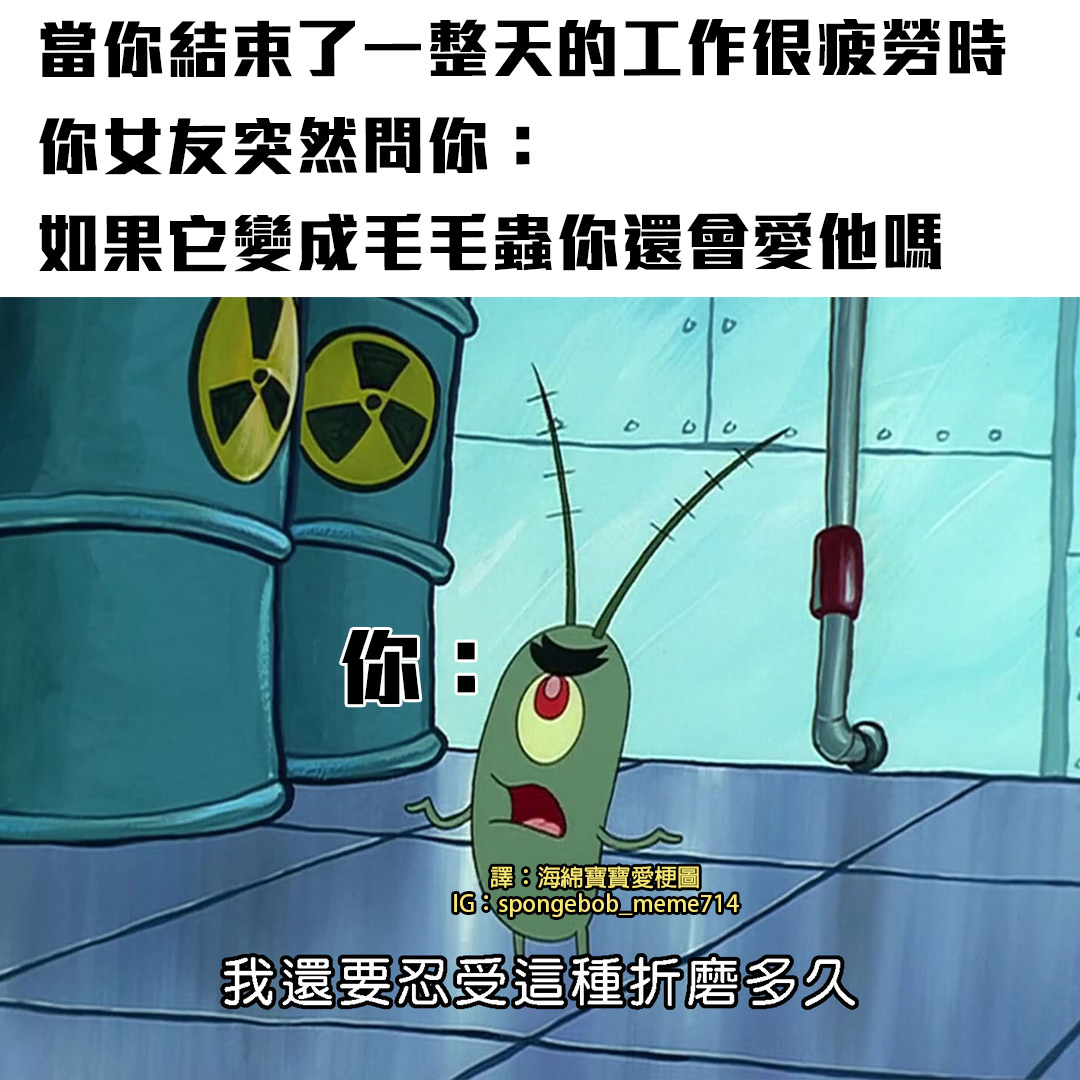 當你結束了一整天的工作很疲勞時
你女友突然問你：
如果它變成毛毛蟲你還會愛他嗎
你：
譯：海綿寶寶愛梗圖
IG：spongebob_meme714
我還要忍受這種折磨多久